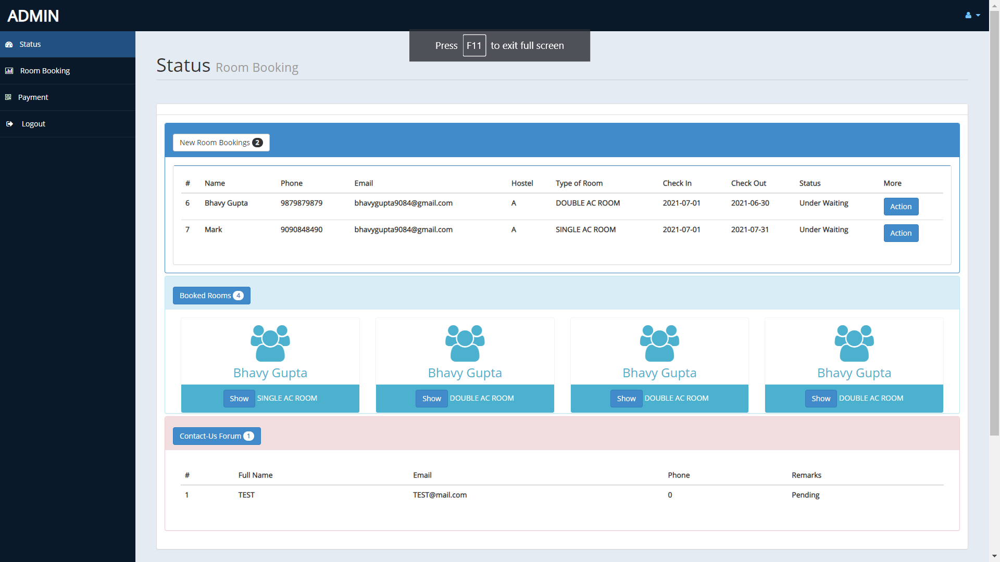 ADMIN
Press F11 to exit full screen
Status
Room Booking
Payment
Logout
Status Room Booking
New Room Bookings 2
# Name Phone Email Hostel Type of Room Check In Check Out Status More
6 Bhavy Gupta 9879879879 bhavygupta9084@gmail.com A DOUBLE AC ROOM 2021-07-01 2021-06-30 Under Waiting Action
7 Mark 9090848490 bhavygupta9084@gmail.com A SINGLE AC ROOM 2021-07-01 2021-07-31 Under Waiting Action
Booked Rooms 4
Bhavy Gupta Bhavy Gupta Bhavy Gupta Bhavy Gupta
Show SINGLE AC ROOM Show DOUBLE AC ROOM Show DOUBLE AC ROOM Show DOUBLE AC ROOM
Contact-Us Forum 1
# Full Name Email Phone Remarks
1 TEST TEST@mail.com 0 Pending